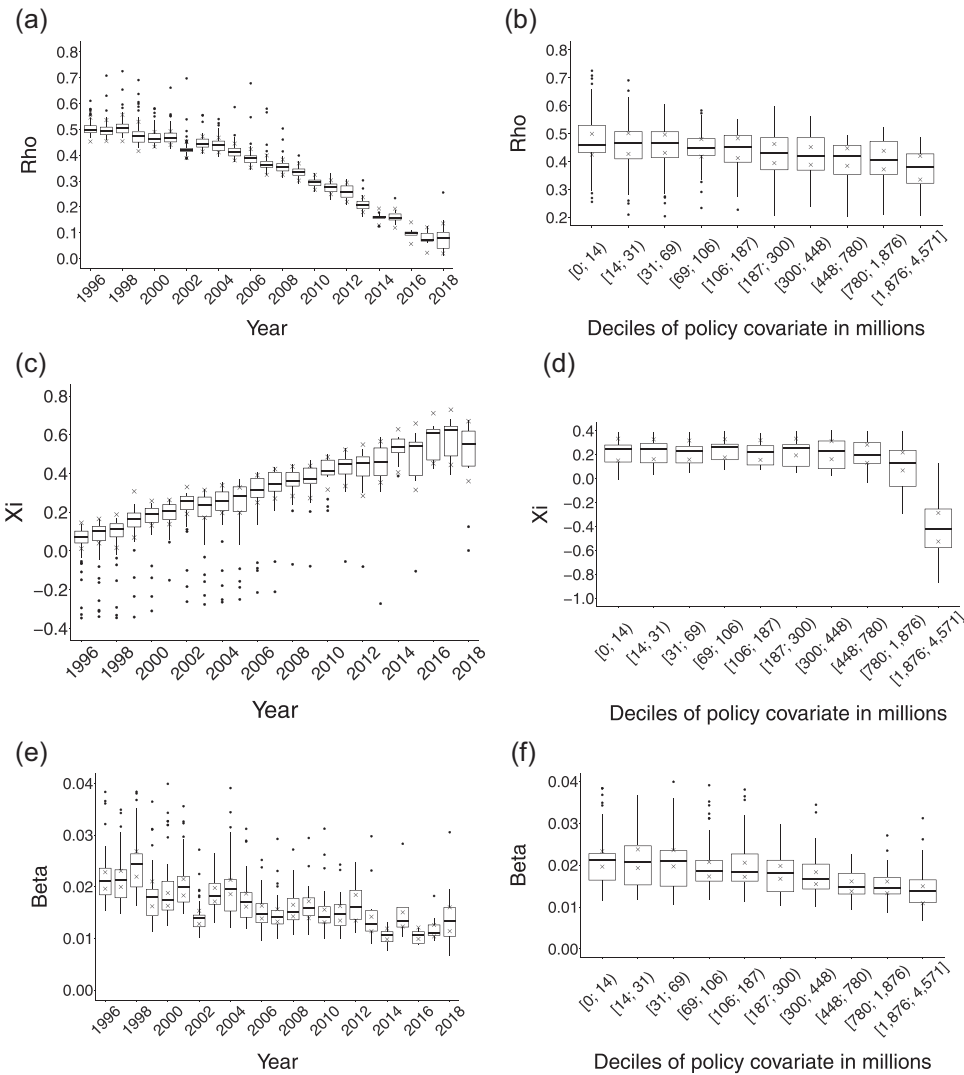 (a)
0.8
0.7
0.6
0.5
0.4
0.3
0.2
0.1
0.0
Rho
1996 1998 2000 2002 2004 2006 2008 2010 2012 2014 2016 2018
Year
(b)
0.8
0.7
0.6
0.5
0.4
0.3
0.2
Rho
[0; 14) [14; 31) [31; 69) [69; 106) [106; 187) [187; 300) [300; 448) [448; 780) [780; 1,876) [1,876; 4,571]
Deciles of policy covariate in millions
(c)
0.8
0.6
0.4
0.2
0.0
−0.2
−0.4
Xi
1996 1998 2000 2002 2004 2006 2008 2010 2012 2014 2016 2018
Year
(d)
0.4
0.2
0.0
−0.2
−0.4
−0.6
−0.8
−1.0
Xi
[0; 14) [14; 31) [31; 69) [69; 106) [106; 187) [187; 300) [300; 448) [448; 780) [780; 1,876) [1,876; 4,571]
Deciles of policy covariate in millions
(e)
0.04
0.03
0.02
0.01
0.00
Beta
1996 1998 2000 2002 2004 2006 2008 2010 2012 2014 2016 2018
Year
(f)
0.04
0.03
0.02
0.01
0.00
Beta
[0; 14) [14; 31) [31; 69) [69; 106) [106; 187) [187; 300) [300; 448) [448; 780) [780; 1,876) [1,876; 4,571]
Deciles of policy covariate in millions